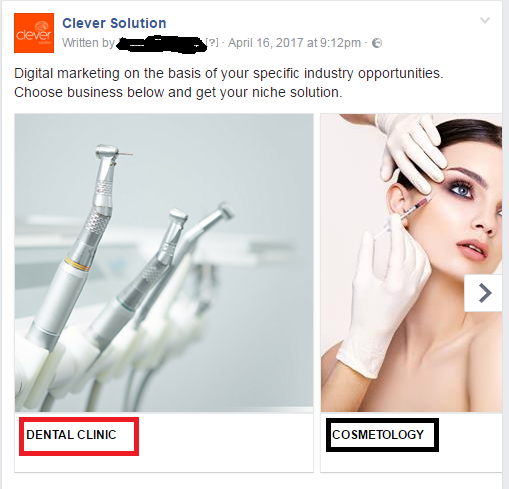 clever
Clever Solution
Written by [?] · April 16, 2017 at 9:12pm ·
Digital marketing on the basis of your specific industry opportunities.
Choose business below and get your niche solution.
DENTAL CLINIC
COSMETOLOGY